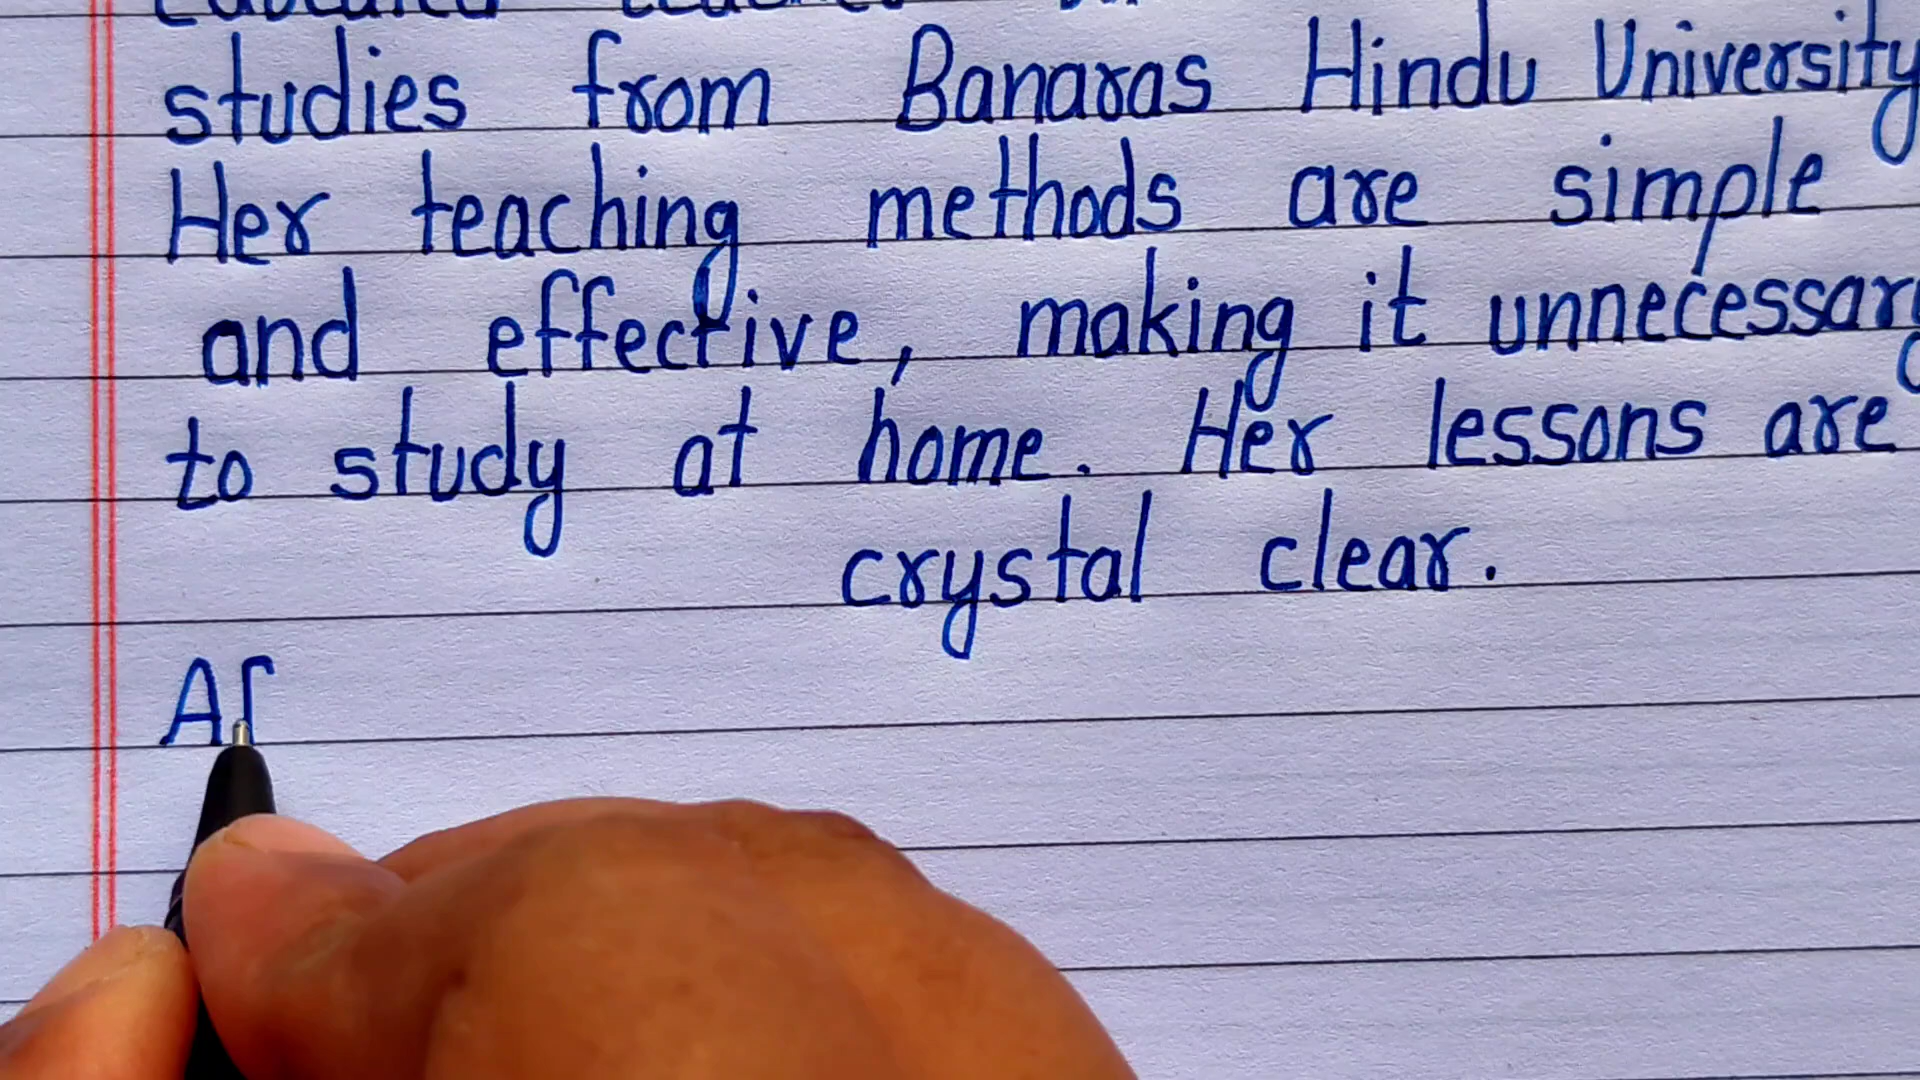 studies from Banaras Hindu University
Her teaching methods are simple
and effective, making it unnecessary
to study at home. Her lessons are
crystal clear.